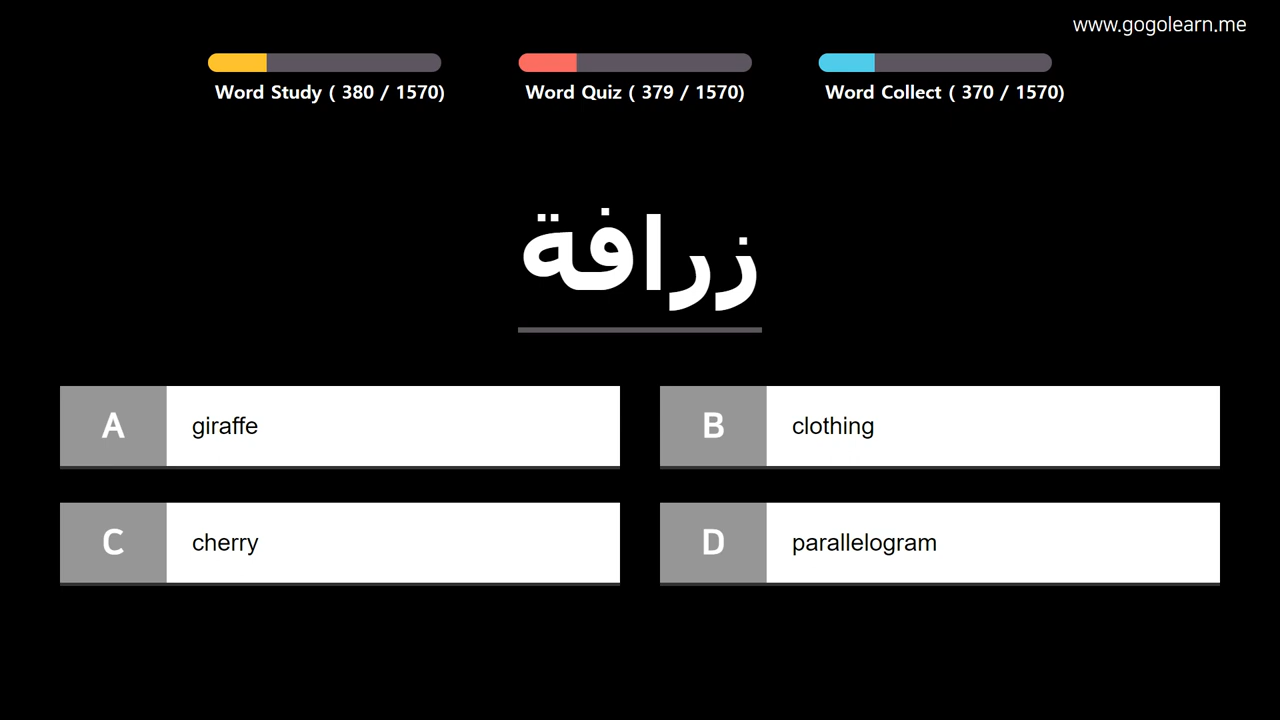 www.gogolearn.me
Word Study ( 380 / 1570)
Word Quiz ( 379 / 1570)
Word Collect ( 370 / 1570)
زرافة
A giraffe
B clothing
C cherry
D parallelogram